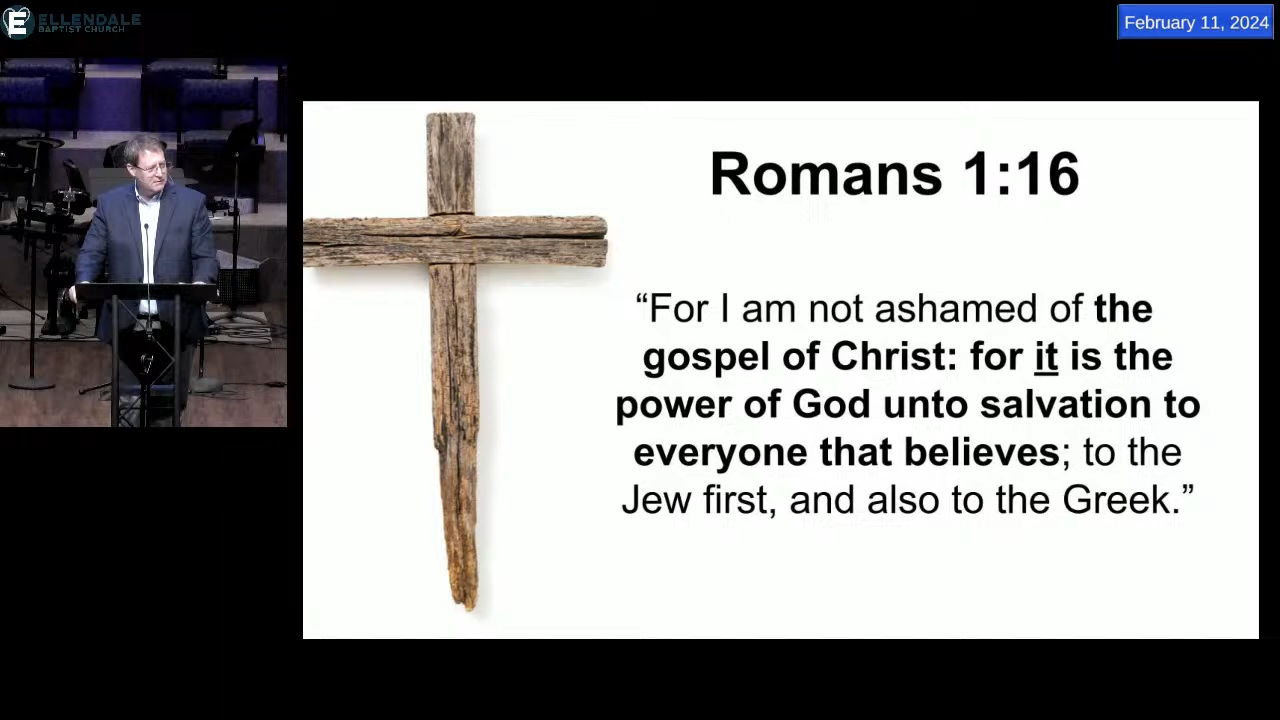 ELLENDALE
BAPTIST CHURCH
February 11, 2024
Romans 1:16
“For I am not ashamed of the
gospel of Christ: for it is the
power of God unto salvation to
everyone that believes; to the
Jew first, and also to the Greek.”